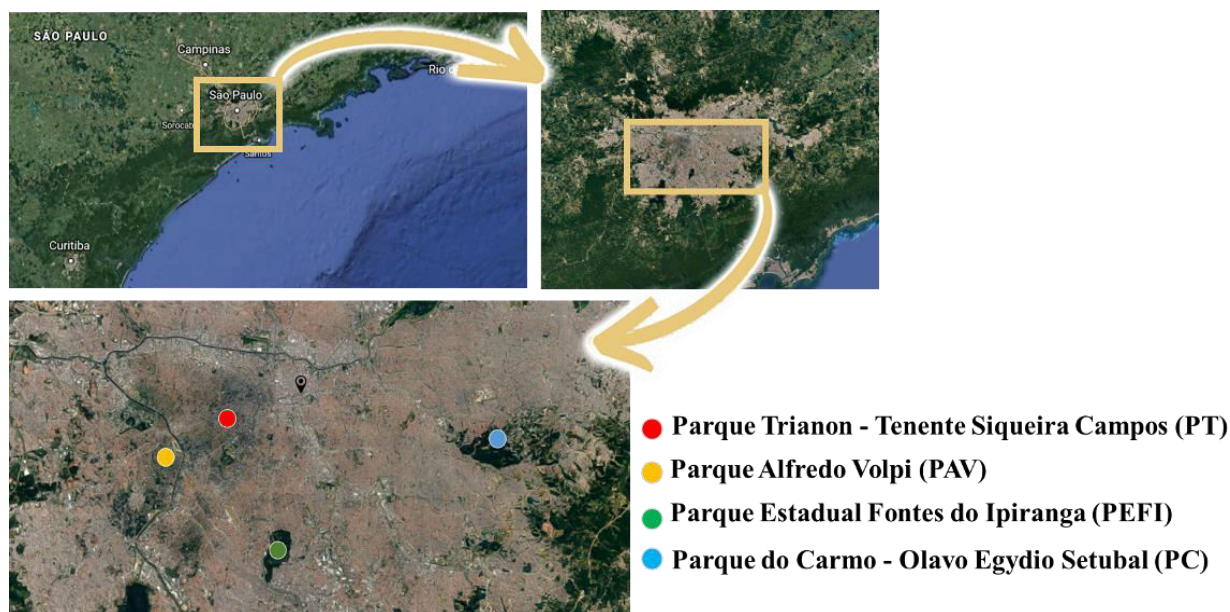 SÃO PAULO
Campinas
Rio d
São Paulo
Sorocab
Santos
Curitiba
Parque Trianon - Tenente Siqueira Campos (PT)
Parque Alfredo Volpi (PAV)
Parque Estadual Fontes do Ipiranga (PEFI)
Parque do Carmo - Olavo Egydio Setubal (PC)